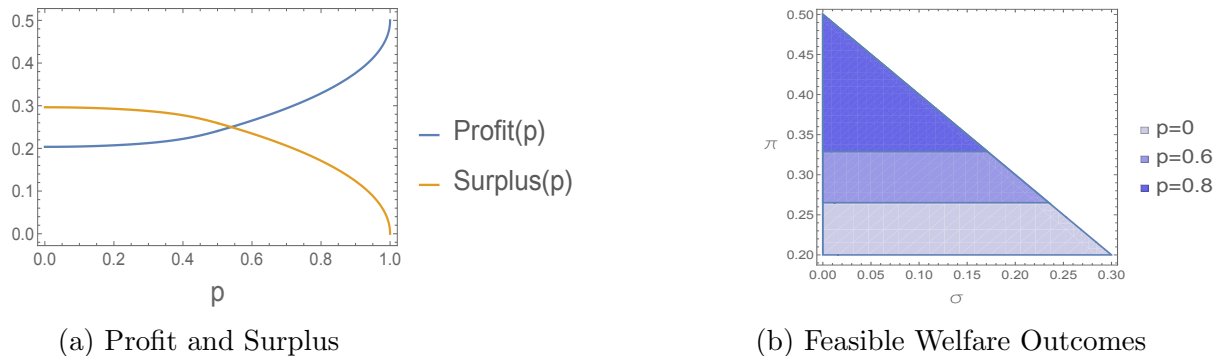 0.5
0.4
0.3
0.2
0.1
0.0
0.0 0.2 0.4 0.6 0.8 1.0
p
Profit(p)
Surplus(p)
(a) Profit and Surplus
0.50
0.45
0.40
0.35
0.30
0.25
0.20
π
0.00 0.05 0.10 0.15 0.20 0.25 0.30
σ
p=0
p=0.6
p=0.8
(b) Feasible Welfare Outcomes